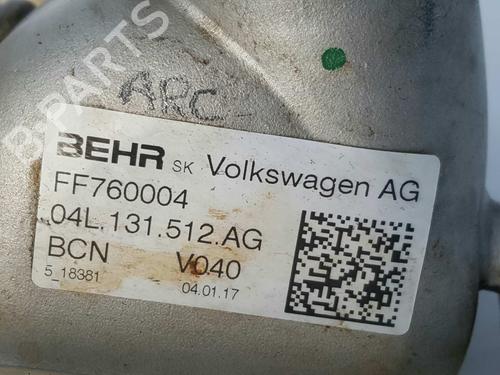 B-PARTS
ARC
BEHR SK Volkswagen AG
FF760004
04L.131.512.AG
BCN V040
5_18381 04.01.17